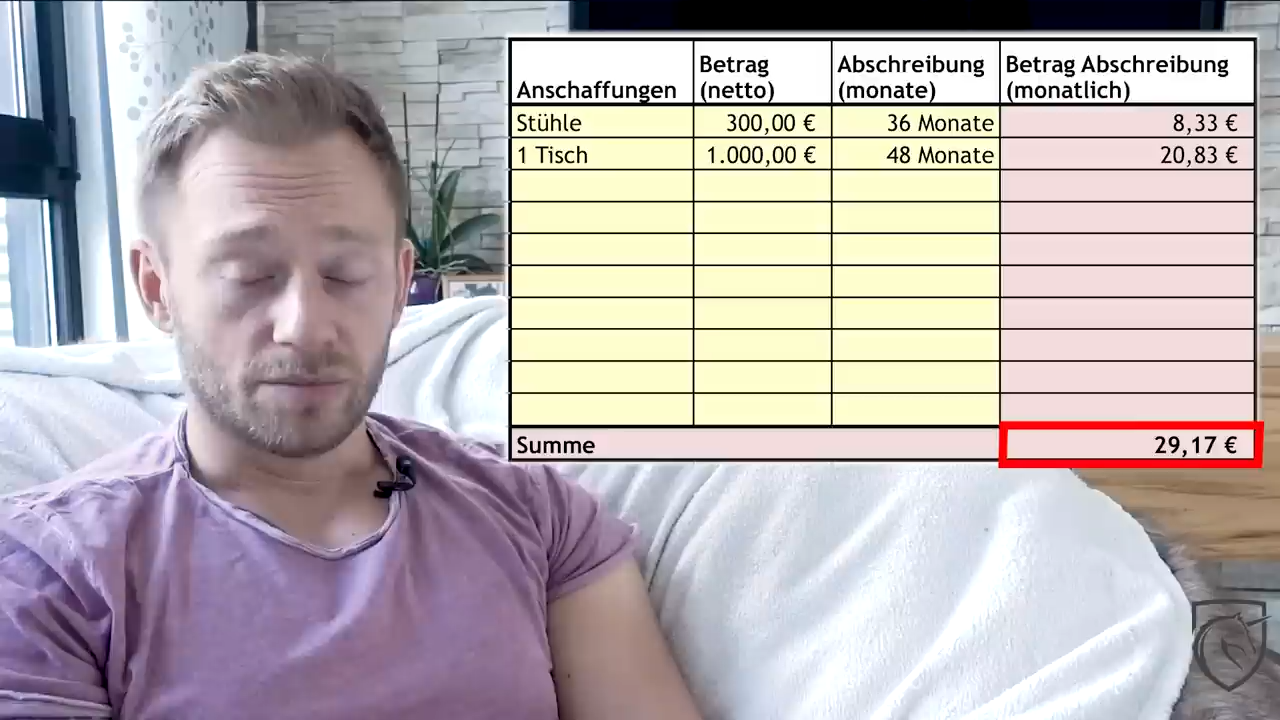 Anschaffungen Betrag (netto) Abschreibung (monate) Betrag Abschreibung (monatlich)
Stühle 300,00 € 36 Monate 8,33 €
1 Tisch 1.000,00 € 48 Monate 20,83 €
Summe 29,17 €